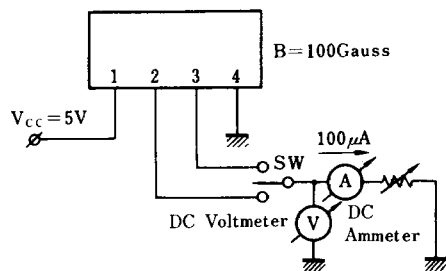 B=100Gauss
1 2 3 4
V_CC=5V
100μA
SW
A
DC Voltmeter V DC
Ammeter